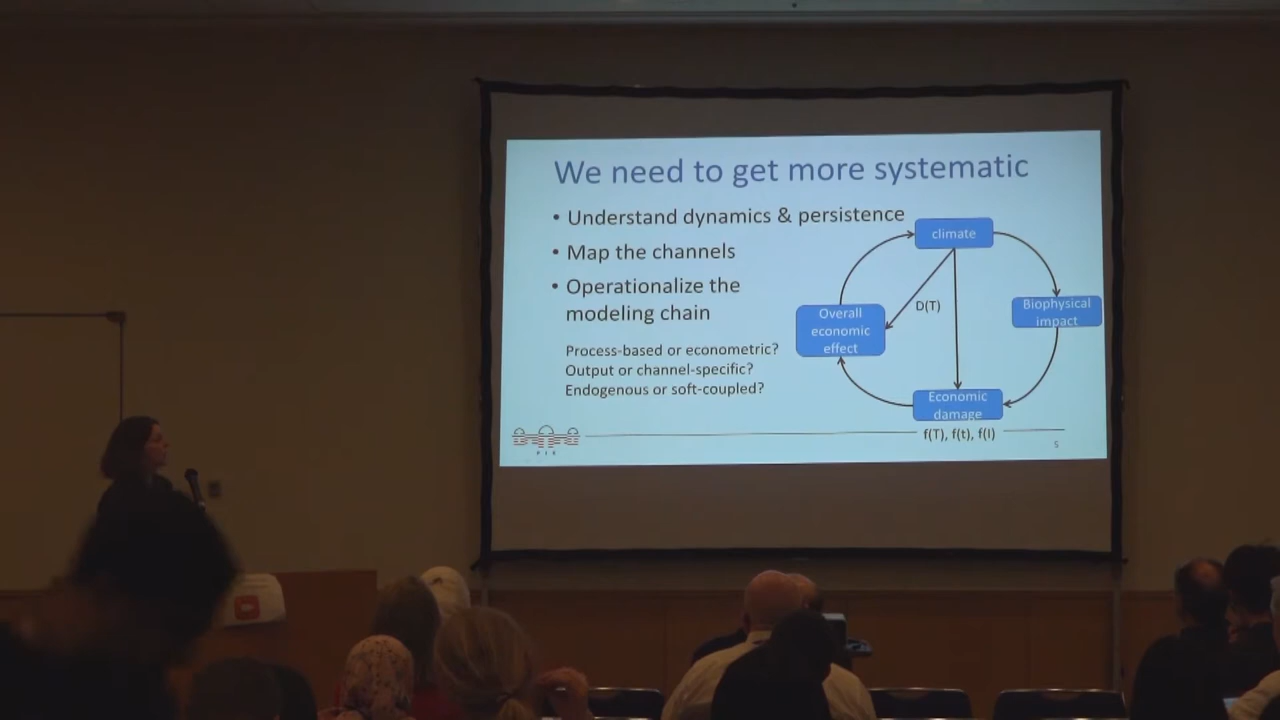 We need to get more systematic
• Understand dynamics & persistence
• Map the channels
• Operationalize the
modeling chain
Process-based or econometric?
Output or channel-specific?
Endogenous or soft-coupled?
climate
Biophysical
impact
D(T)
Overall
economic
effect
Economic
damage
f(T), f(t), f(I)
P I K
5